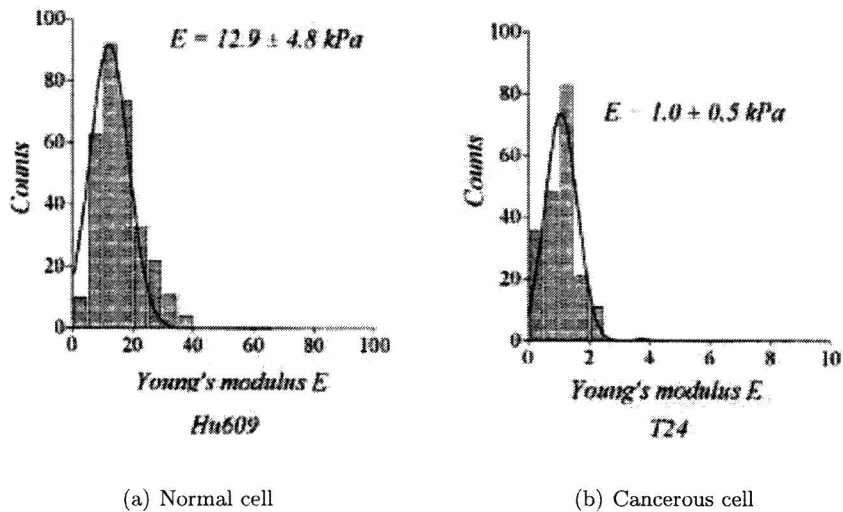 100
80
60
40
20
0
Counts
E = 12.9 ± 4.8 kPa
0 20 40 60 80 100
Young's modulus E
Hu609
(a) Normal cell
100
80
60
40
20
0
Counts
E = 1.0 ± 0.5 kPa
0 2 4 6 8 10
Young's modulus E
T24
(b) Cancerous cell